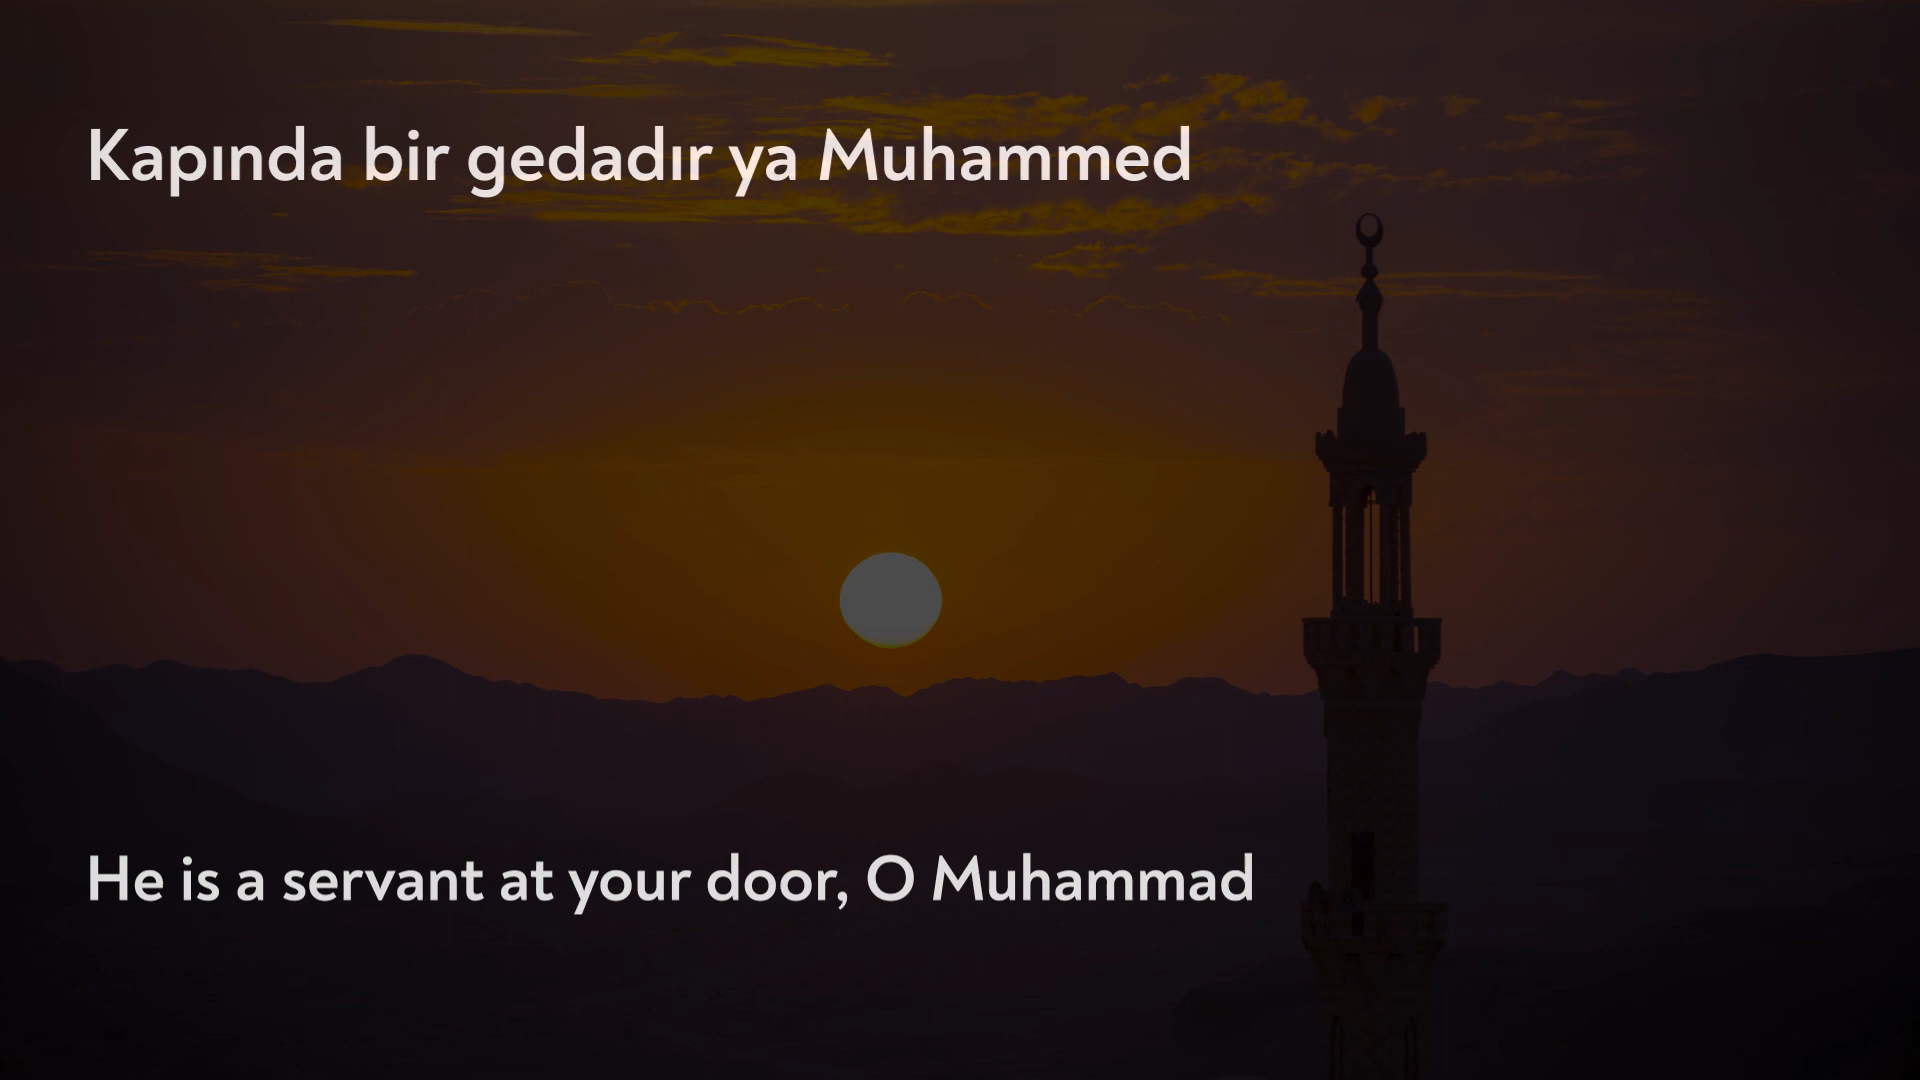 Kapında bir gedadır ya Muhammed
He is a servant at your door, O Muhammad